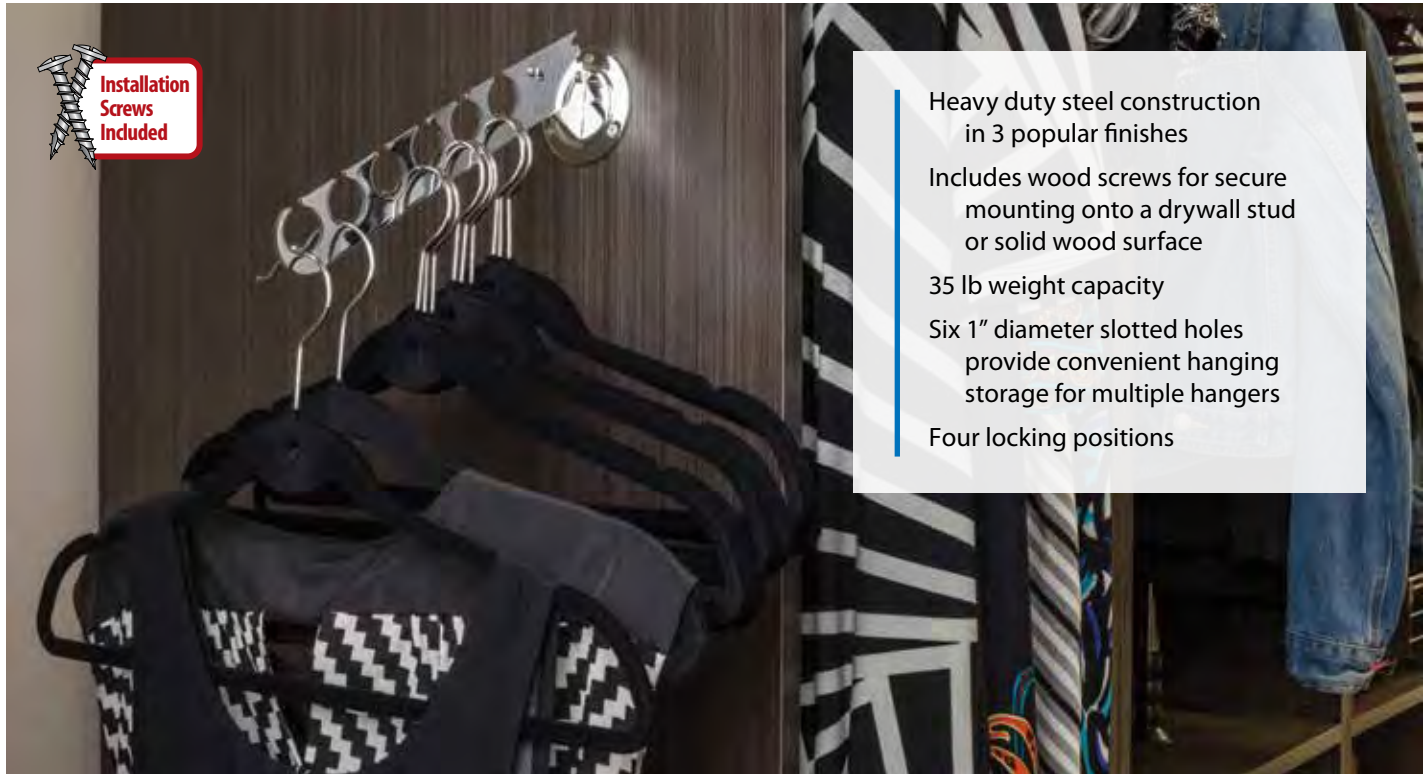 Installation
Screws
Included
Heavy duty steel construction
in 3 popular finishes
Includes wood screws for secure
mounting onto a drywall stud
or solid wood surface
35 lb weight capacity
Six 1” diameter slotted holes
provide convenient hanging
storage for multiple hangers
Four locking positions